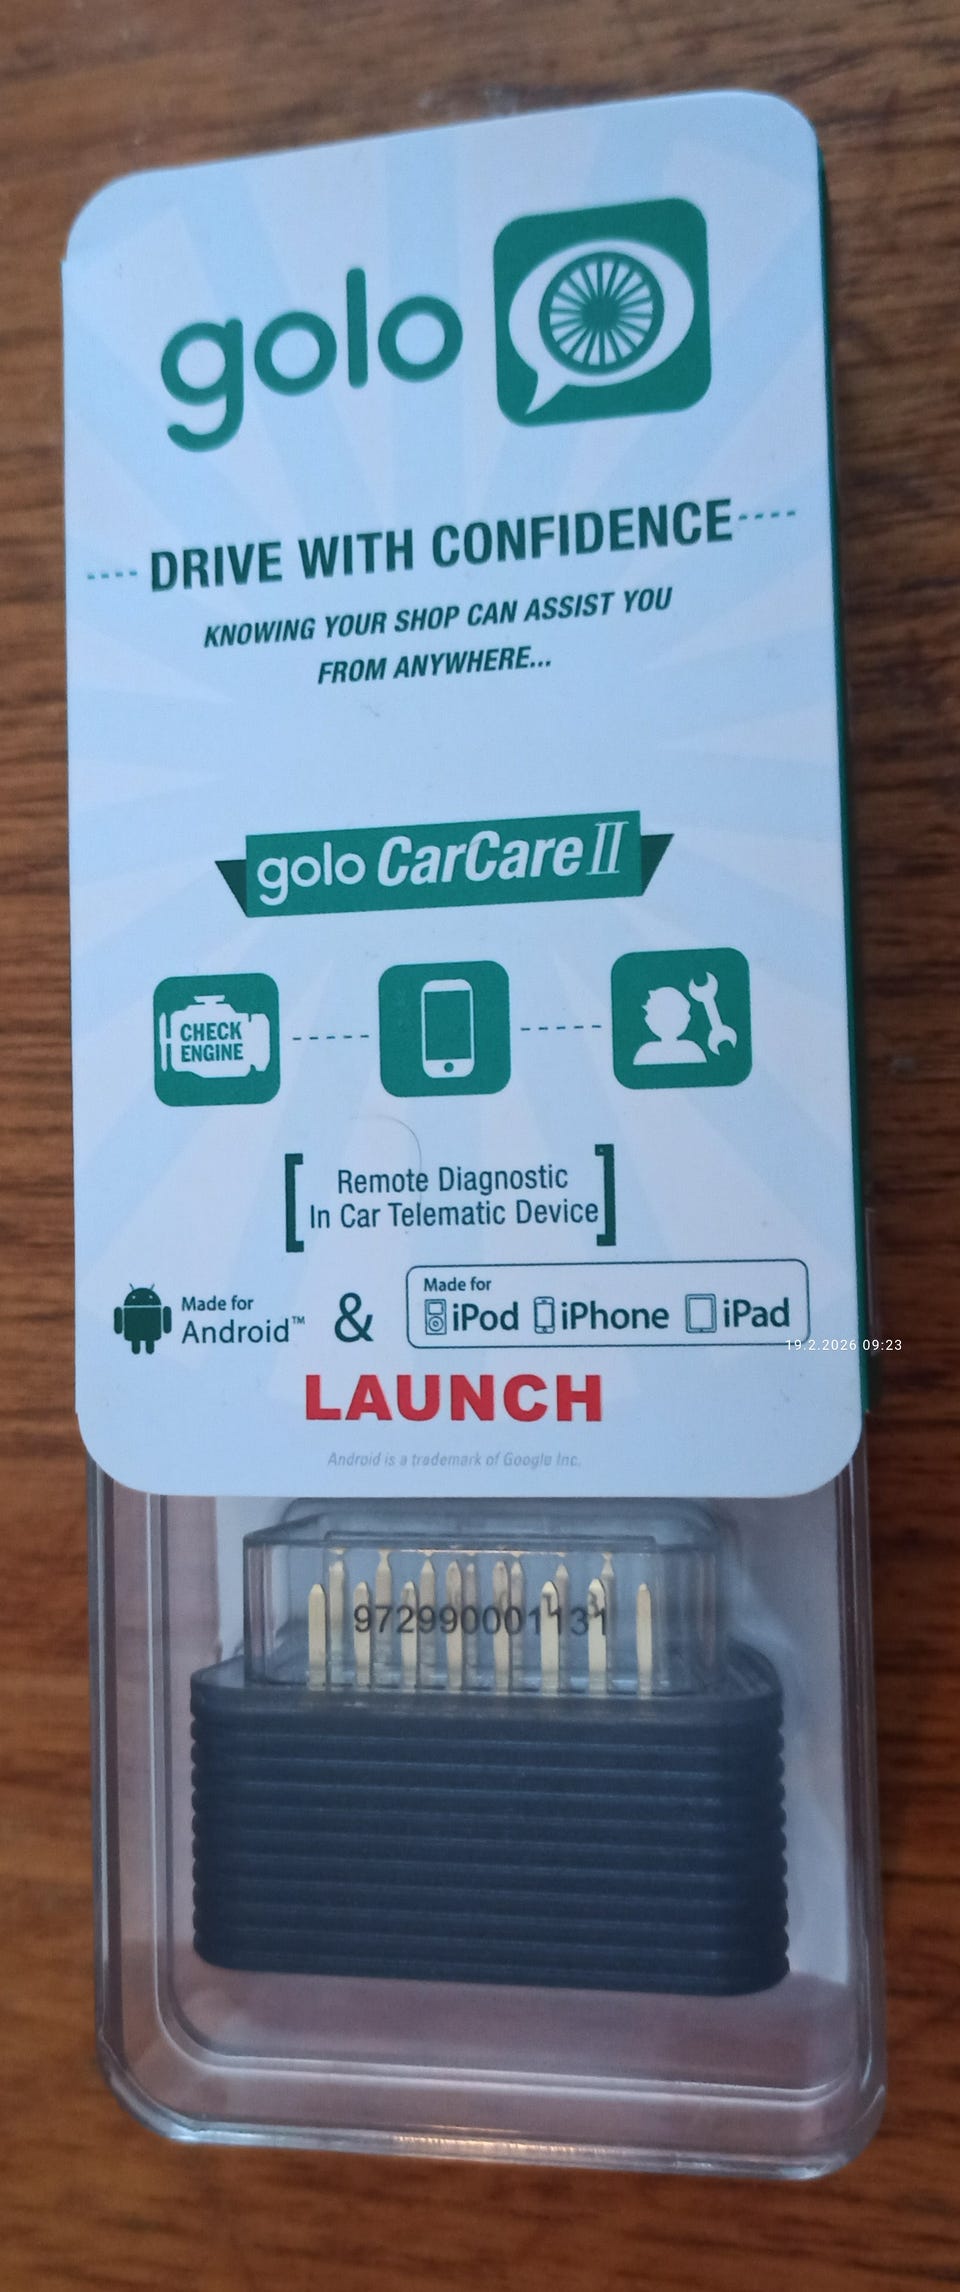 golo
DRIVE WITH CONFIDENCE
KNOWING YOUR SHOP CAN ASSIST YOU
FROM ANYWHERE...
golo CarCare II
CHECK
ENGINE
Remote Diagnostic
In Car Telematic Device
Made for
Android™
&
Made for
iPod iPhone iPad
19.2.2026 09:23
LAUNCH
Android is a trademark of Google Inc.
972990001131